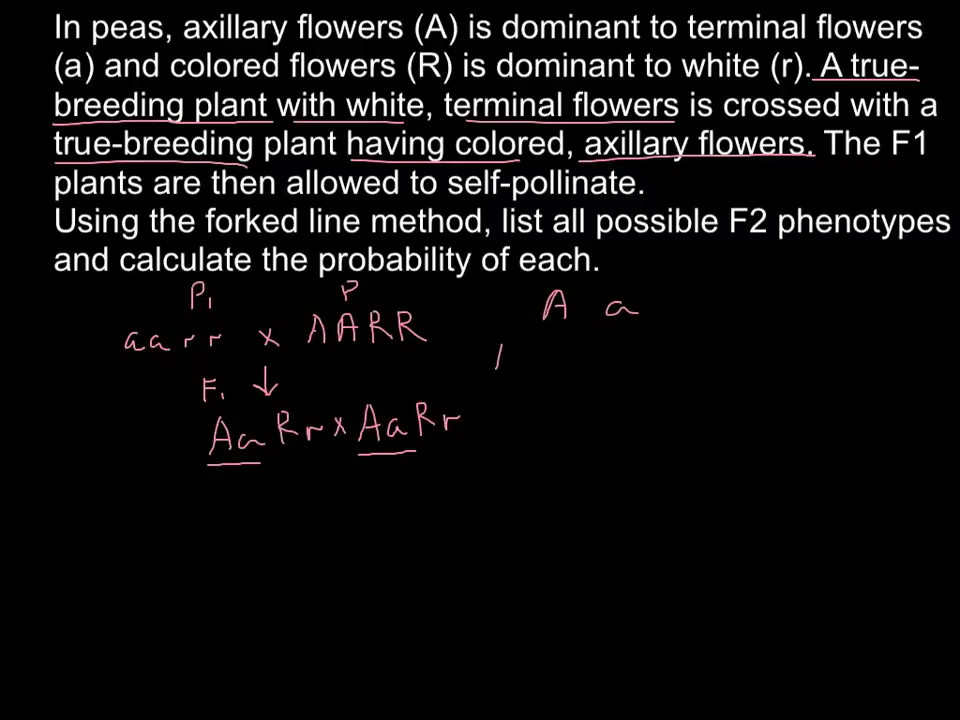 In peas, axillary flowers (A) is dominant to terminal flowers
(a) and colored flowers (R) is dominant to white (r). A true-
breeding plant with white, terminal flowers is crossed with a
true-breeding plant having colored, axillary flowers. The F1
plants are then allowed to self-pollinate.
Using the forked line method, list all possible F2 phenotypes
and calculate the probability of each.
P1 P
A a
aarr x AARR
F1 ↓
AaRr x AaRr